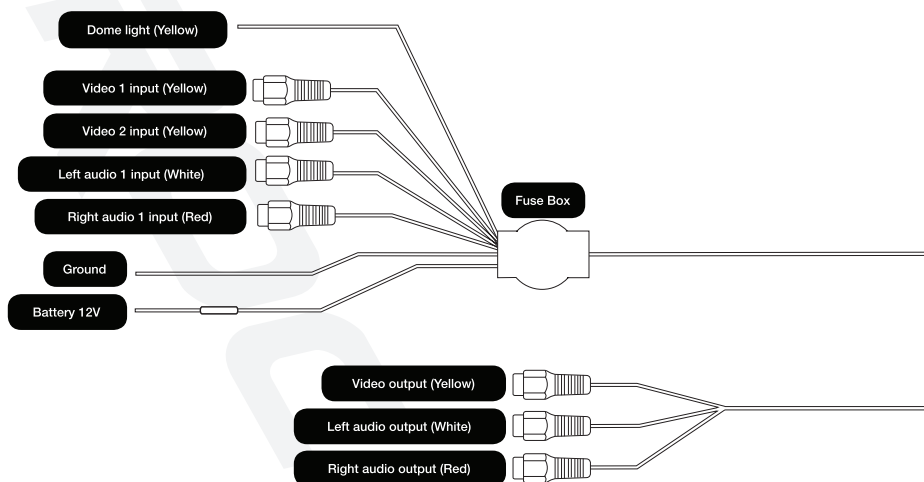 Dome light (Yellow)
Video 1 input (Yellow)
Video 2 input (Yellow)
Left audio 1 input (White)
Right audio 1 input (Red)
Fuse Box
Ground
Battery 12V
Video output (Yellow)
Left audio output (White)
Right audio output (Red)